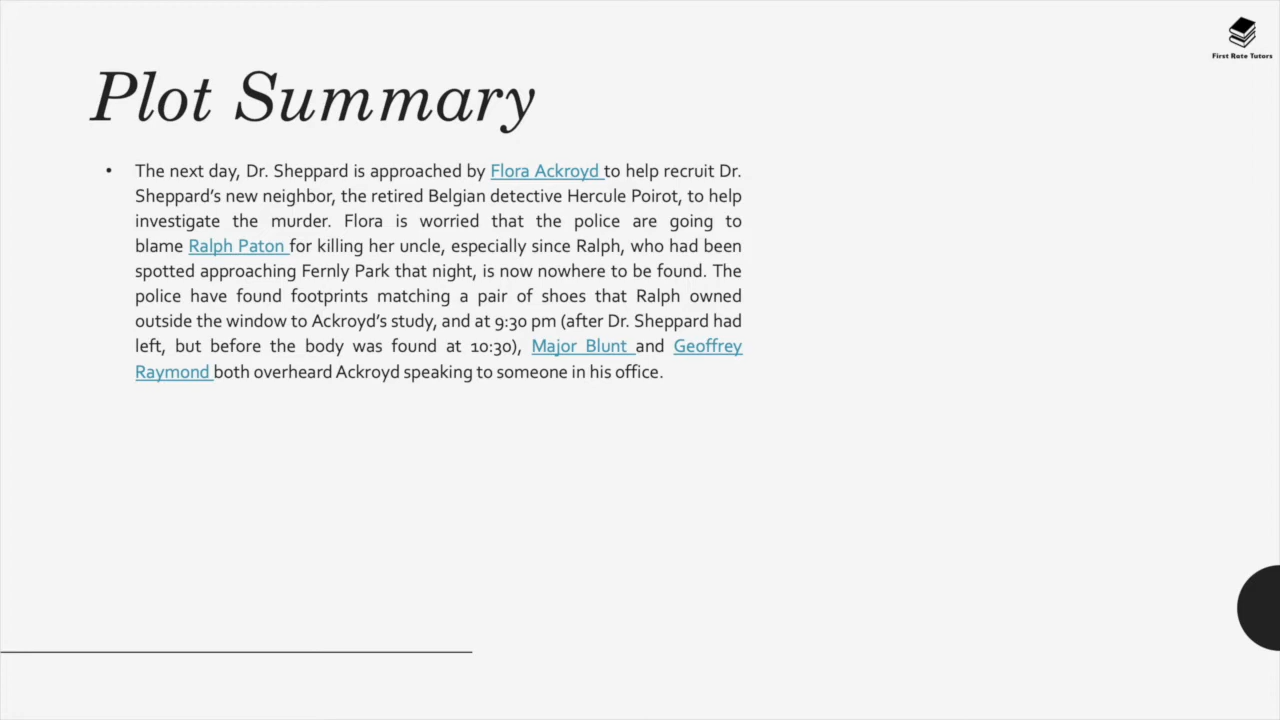 First Rate Tutors
Plot Summary
• The next day, Dr. Sheppard is approached by Flora Ackroyd to help recruit Dr.
Sheppard's new neighbor, the retired Belgian detective Hercule Poirot, to help
investigate the murder. Flora is worried that the police are going to
blame Ralph Paton for killing her uncle, especially since Ralph, who had been
spotted approaching Fernly Park that night, is now nowhere to be found. The
police have found footprints matching a pair of shoes that Ralph owned
outside the window to Ackroyd's study, and at 9:30 pm (after Dr. Sheppard had
left, but before the body was found at 10:30), Major Blunt and Geoffrey
Raymond both overheard Ackroyd speaking to someone in his office.